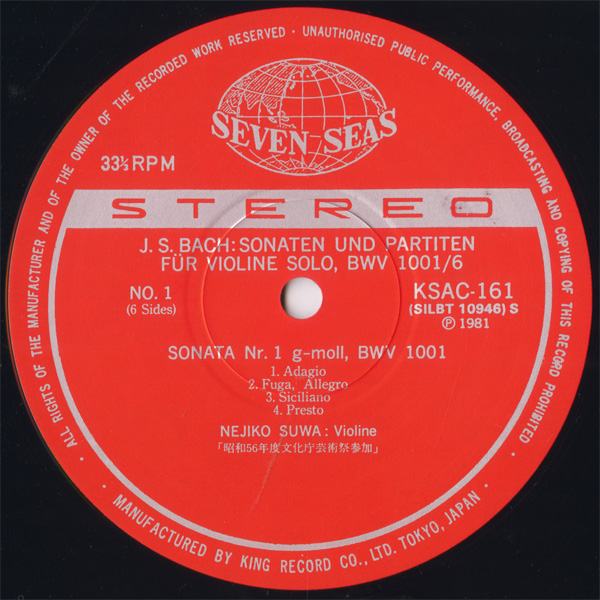 · ALL RIGHTS OF THE MANUFACTURER AND OF THE OWNER OF THE RECORDED WORK RESERVED · UNAUTHORISED PUBLIC PERFORMANCE, BROADCASTING AND COPYING OF THIS RECORD PROHIBITED ·
SEVEN SEAS
33⅓ RPM
STEREO
J. S. BACH: SONATEN UND PARTITEN
FÜR VIOLINE SOLO, BWV 1001/6
NO. 1
(6 Sides)
KSAC-161
(SILBT 10946) S
Ⓟ 1981
SONATA Nr. 1 g-moll, BWV 1001
1. Adagio
2. Fuga, Allegro
3. Siciliano
4. Presto
NEJIKO SUWA: Violine
「昭和56年度文化庁芸術祭参加」
MANUFACTURED BY KING RECORD CO., LTD. TOKYO, JAPAN